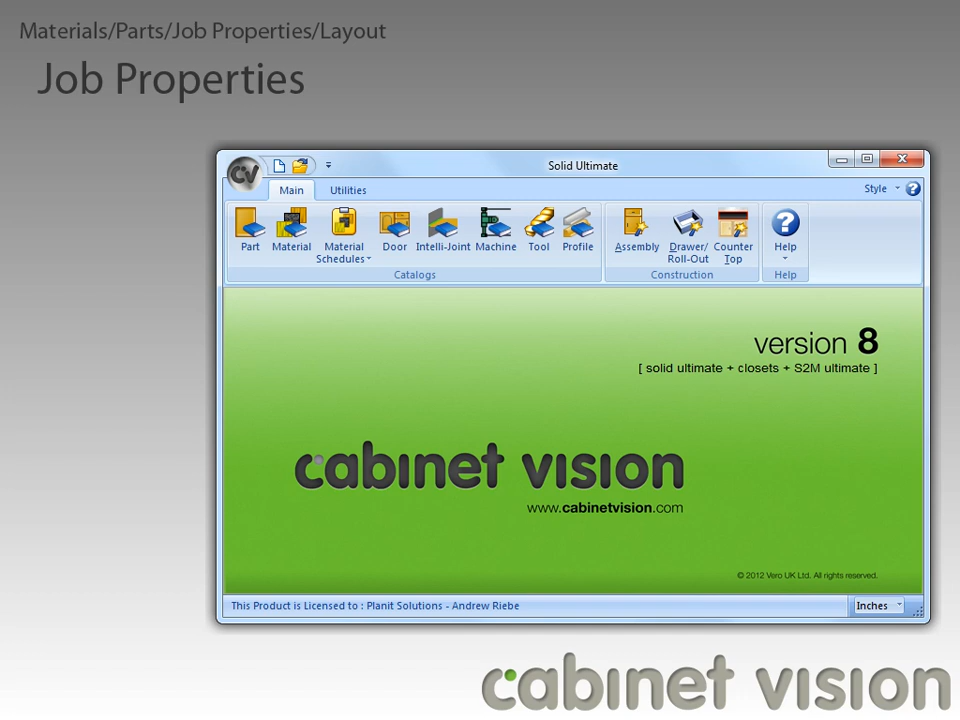 Materials/Parts/Job Properties/Layout
Job Properties
CV
Solid Ultimate
Main Utilities Style
Part Material Material Schedules Door Intelli-Joint Machine Tool Profile Assembly Drawer/ Roll-Out Counter Top Help
Catalogs Construction Help
version 8
[ solid ultimate + closets + S2M ultimate ]
cabinet vision
www.cabinetvision.com
© 2012 Vero UK Ltd. All rights reserved.
This Product is Licensed to : Planit Solutions - Andrew Riebe Inches
cabinet vision